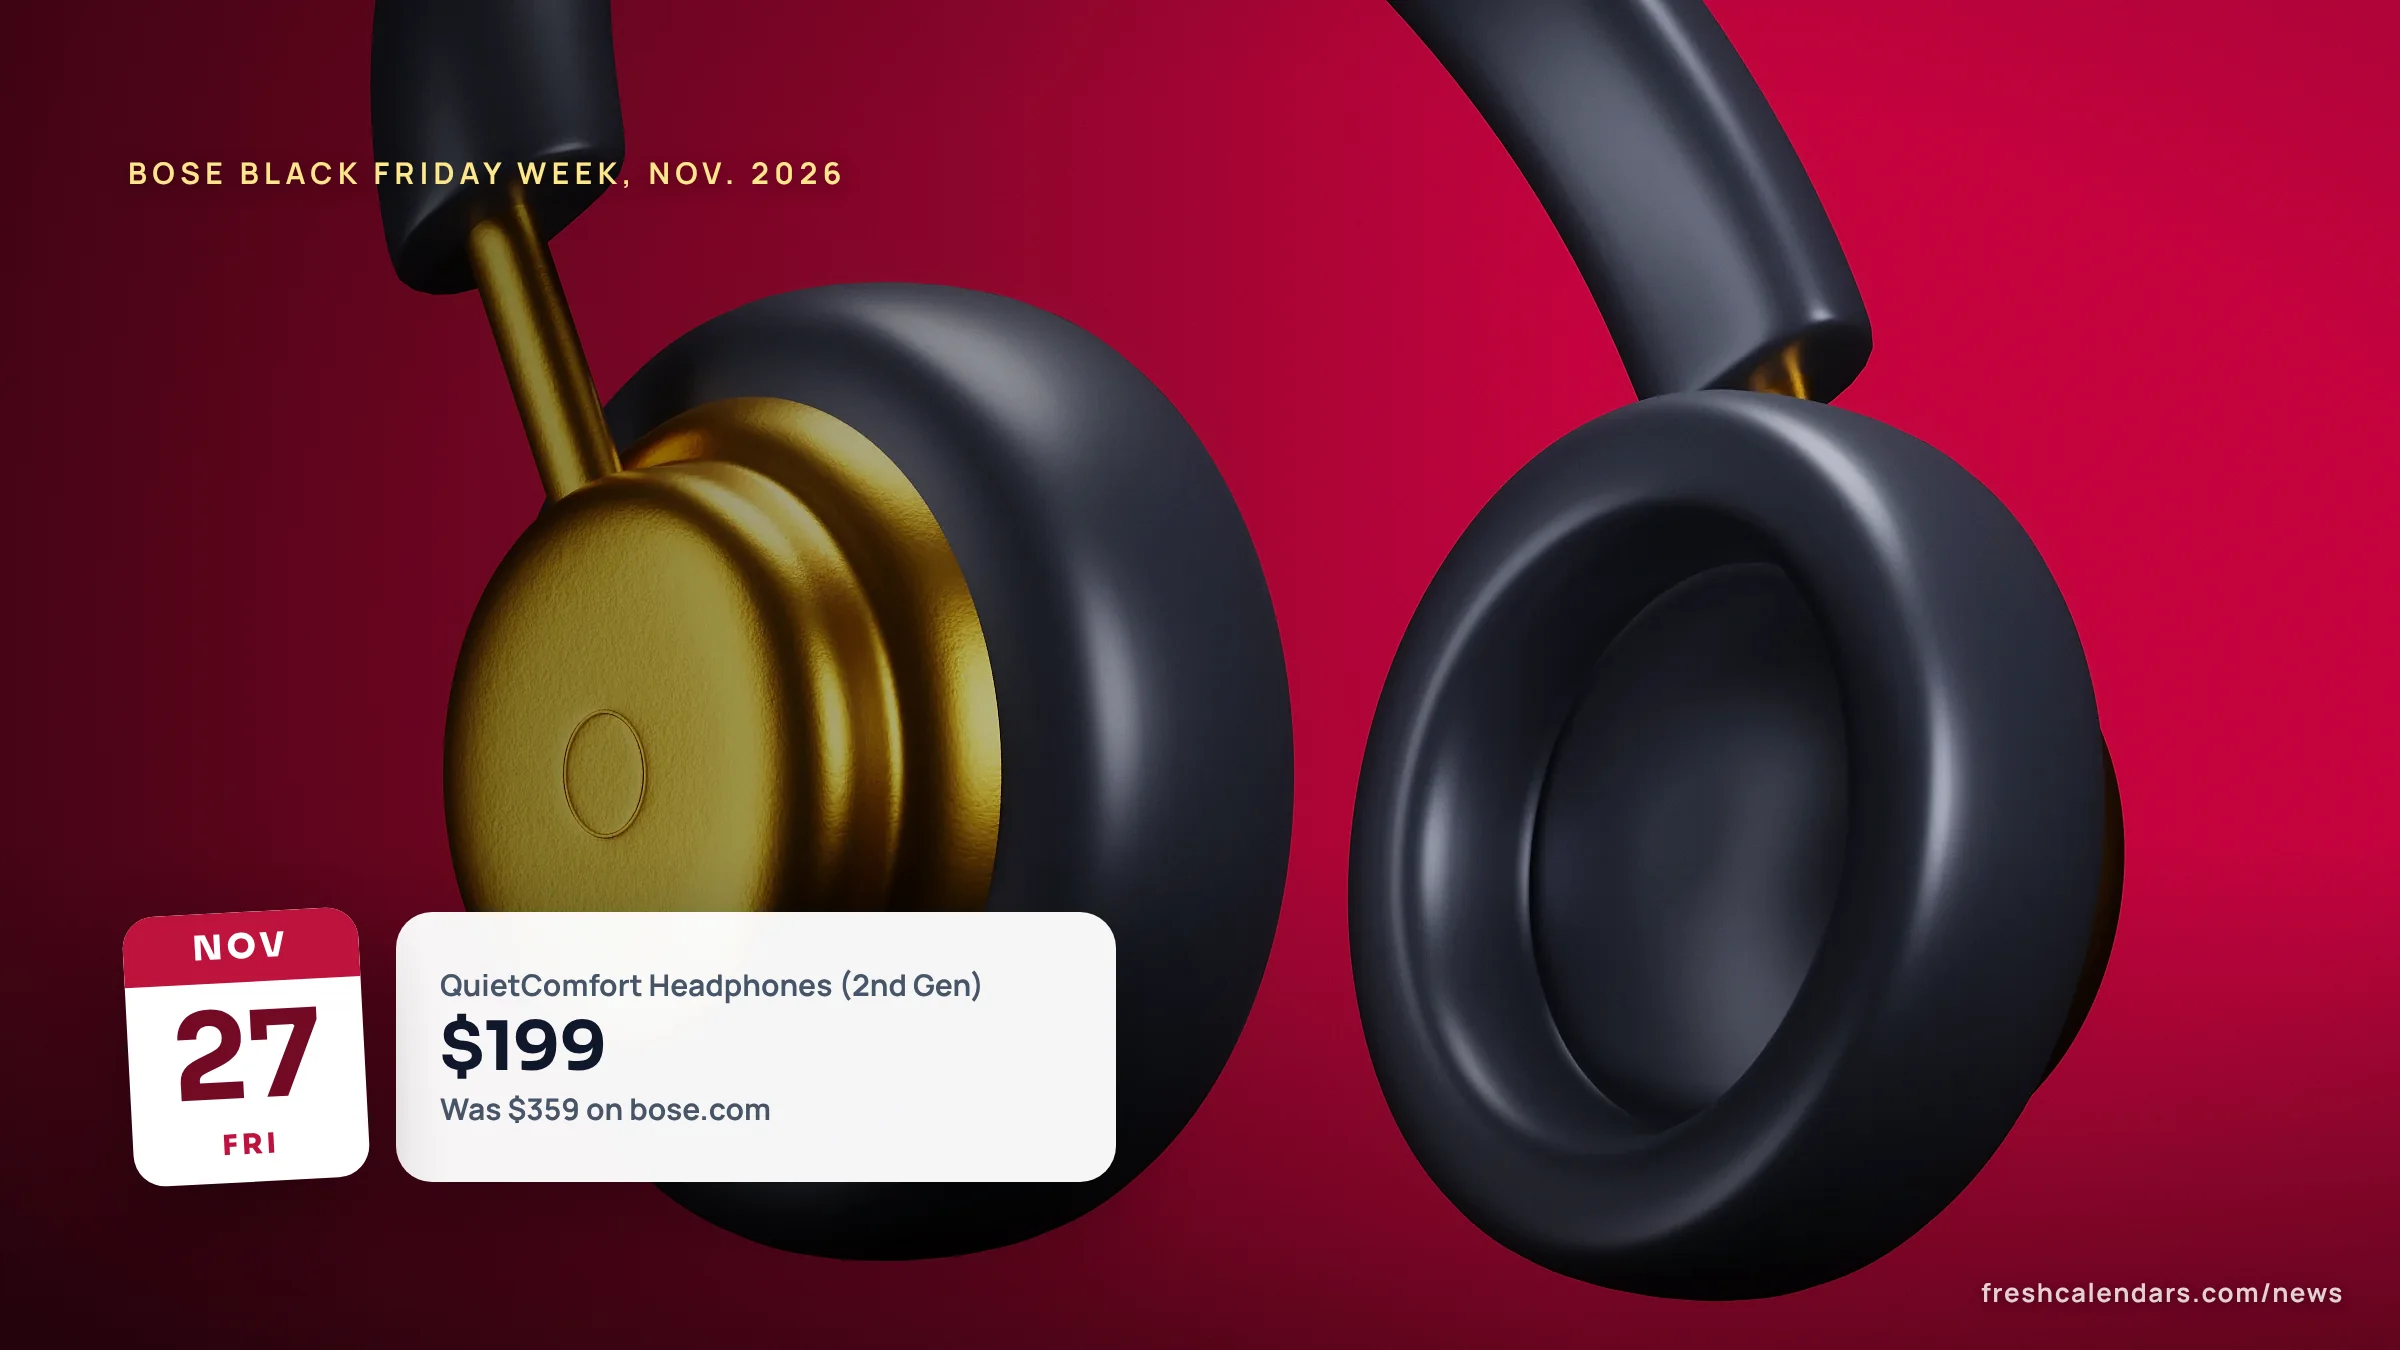 BOSE BLACK FRIDAY WEEK, NOV. 2026
NOV
27
FRI
QuietComfort Headphones (2nd Gen)
$199
Was $359 on bose.com
freshcalendars.com/news